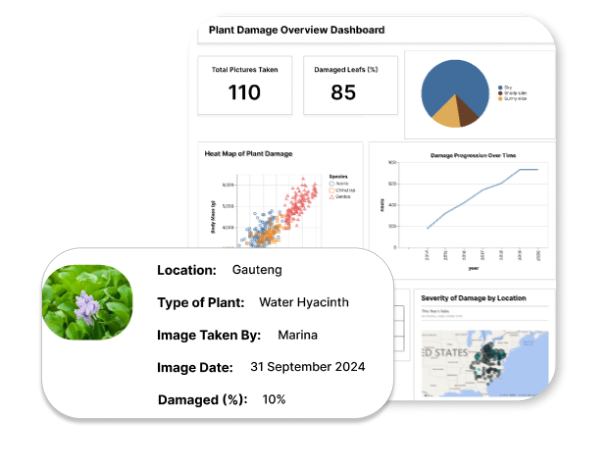 Plant Damage Overview Dashboard
Total Pictures Taken
110
Damaged Leafs (%)
85
Sky
Shady side
Sunny side
Heat Map of Plant Damage
Species
Adelie
Chinstrap
Gentoo
6,000
5,000
4,000
Body Mass (g)
Damage Progression Over Time
year
Severity of Damage by Location
D STATES
Location: Gauteng
Type of Plant: Water Hyacinth
Image Taken By: Marina
Image Date: 31 September 2024
Damaged (%): 10%